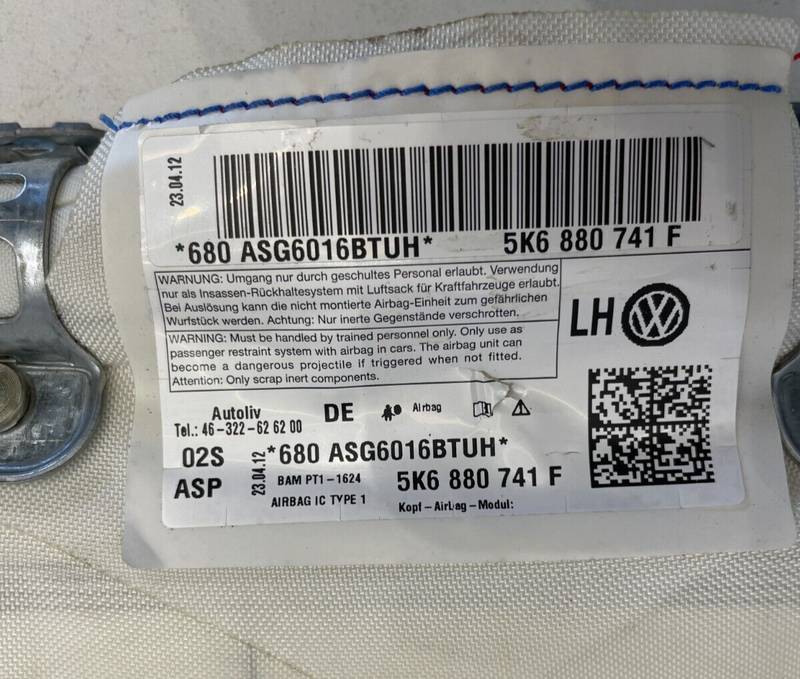 23.04.12
*680 ASG6016BTUH* 5K6 880 741 F
WARNUNG: Umgang nur durch geschultes Personal erlaubt. Verwendung
nur als Insassen-Rückhaltesystem mit Luftsack für Kraftfahrzeuge erlaubt.
Bei Auslösung kann die nicht montierte Airbag-Einheit zum gefährlichen
Wurfstück werden. Achtung: Nur inerte Gegenstände verschrotten.
WARNING: Must be handled by trained personnel only. Only use as
passenger restraint system with airbag in cars. The airbag unit can
become a dangerous projectile if triggered when not fitted.
Attention: Only scrap inert components.
LH
Autoliv DE Airbag
Tel.: 46-322-62 62 00
02S 23.04.12 *680 ASG6016BTUH*
ASP BAM PT1-1624 5K6 880 741 F
AIRBAG IC TYPE 1 Kopf-Airbag-Modul: